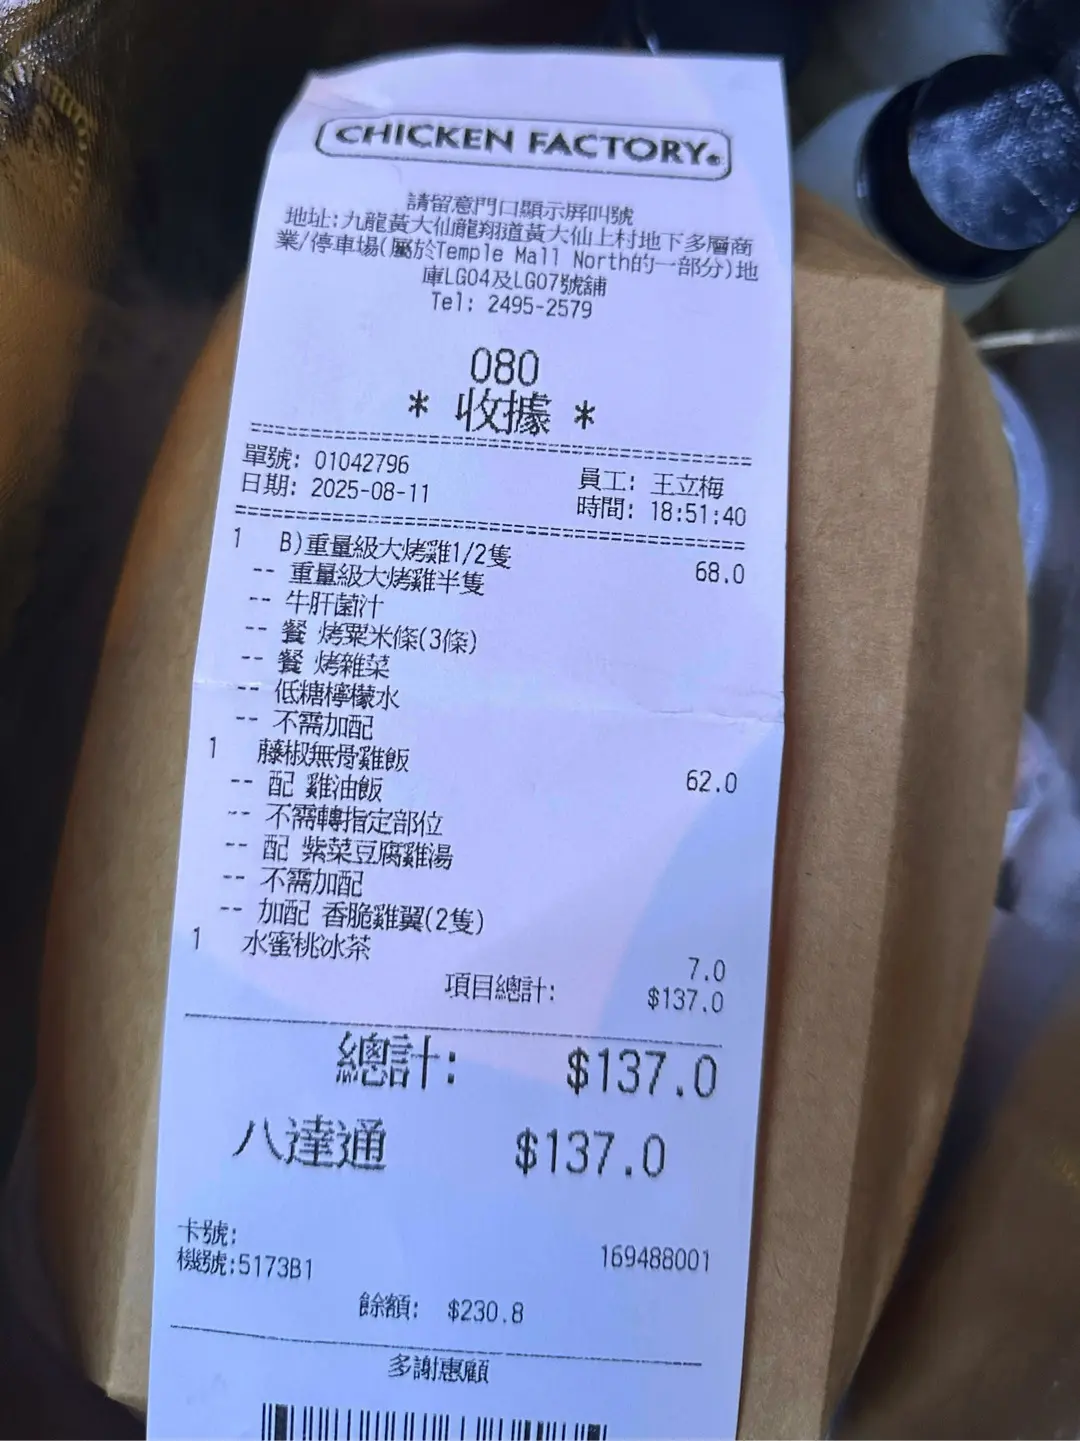 CHICKEN FACTORY®
請留意門口顯示屏叫號
地址:九龍黃大仙龍翔道黃大仙上村地下多層商
業/停車場(屬於Temple Mall North的一部分)地
庫LG04及LG07號舖
Tel: 2495-2579
080
* 收據 *
單號: 01042796 員工: 王立梅
日期: 2025-08-11 時間: 18:51:40
1 B)重量級大烤雞1/2隻 68.0
-- 重量級大烤雞半隻
-- 牛肝菌汁
-- 餐 烤粟米條(3條)
-- 餐 烤雜菜
-- 低糖檸檬水
-- 不需加配
1 藤椒無骨雞飯 62.0
-- 配 雞油飯
-- 不需轉指定部位
-- 配 紫菜豆腐雞湯
-- 不需加配
-- 加配 香脆雞翼(2隻)
1 水蜜桃冰茶 7.0
項目總計: $137.0
總計: $137.0
八達通 $137.0
卡號: 169488001
機號:5173B1
餘額: $230.8
多謝惠顧